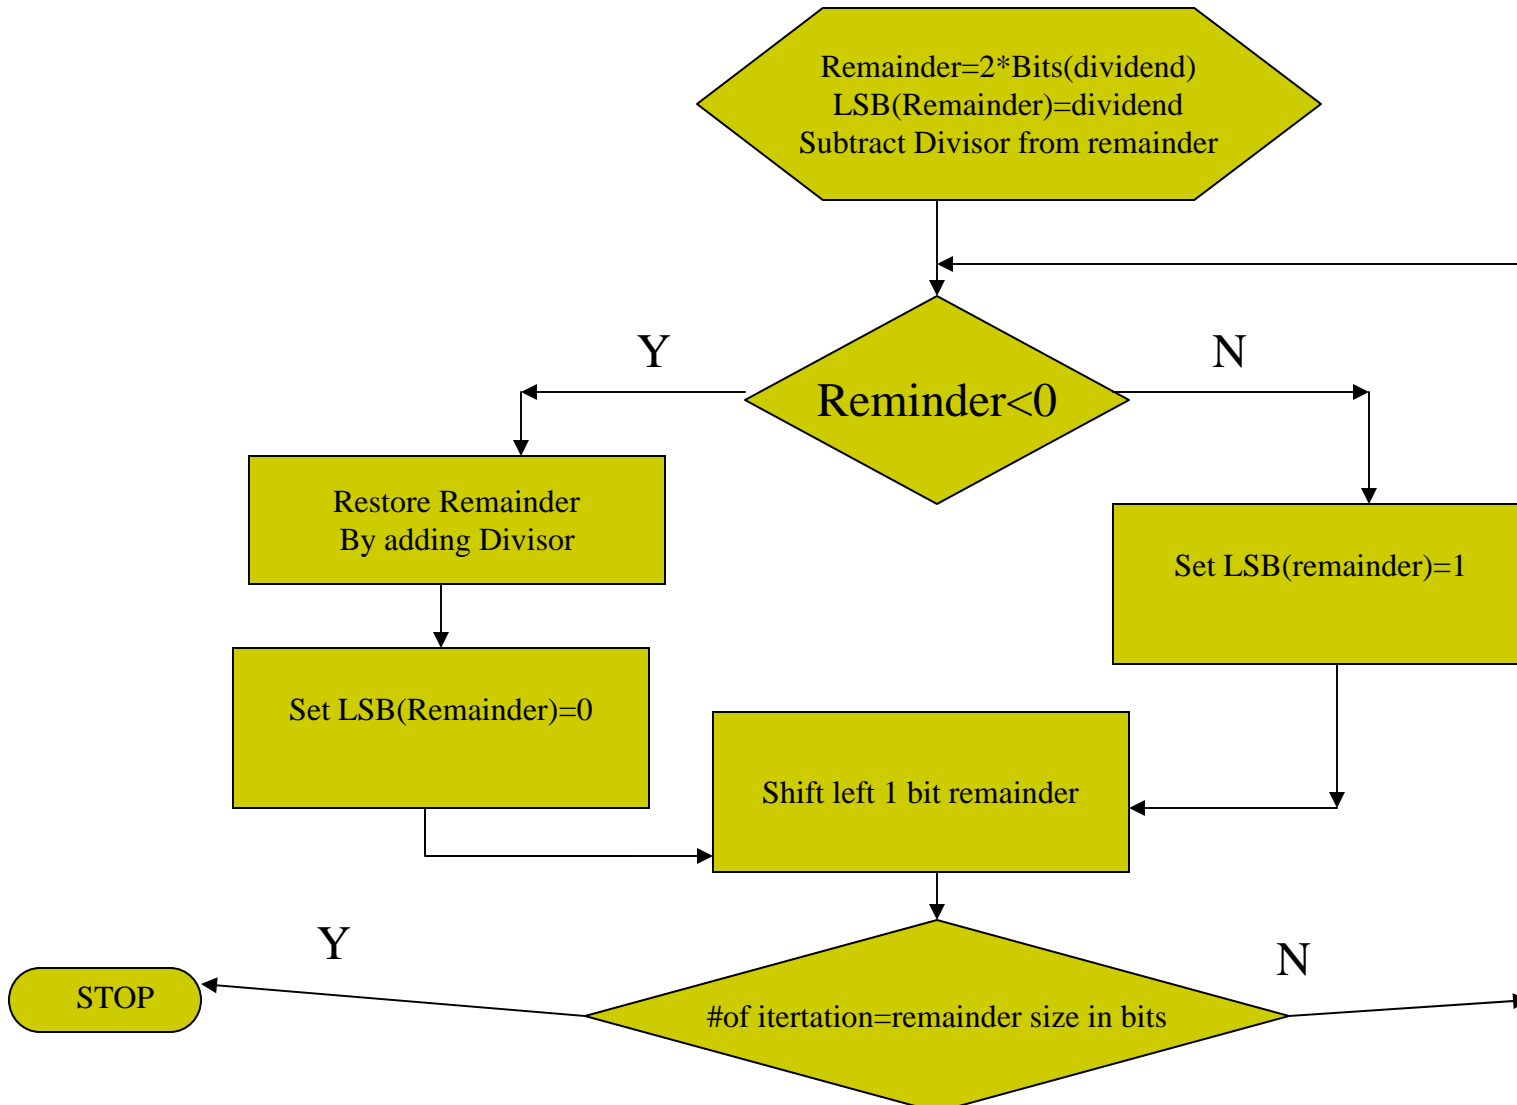 Remainder=2*Bits(dividend)
LSB(Remainder)=dividend
Subtract Divisor from remainder
Y
N
Reminder<0
Restore Remainder
By adding Divisor
Set LSB(remainder)=1
Set LSB(Remainder)=0
Shift left 1 bit remainder
Y
N
STOP
#of itertation=remainder size in bits